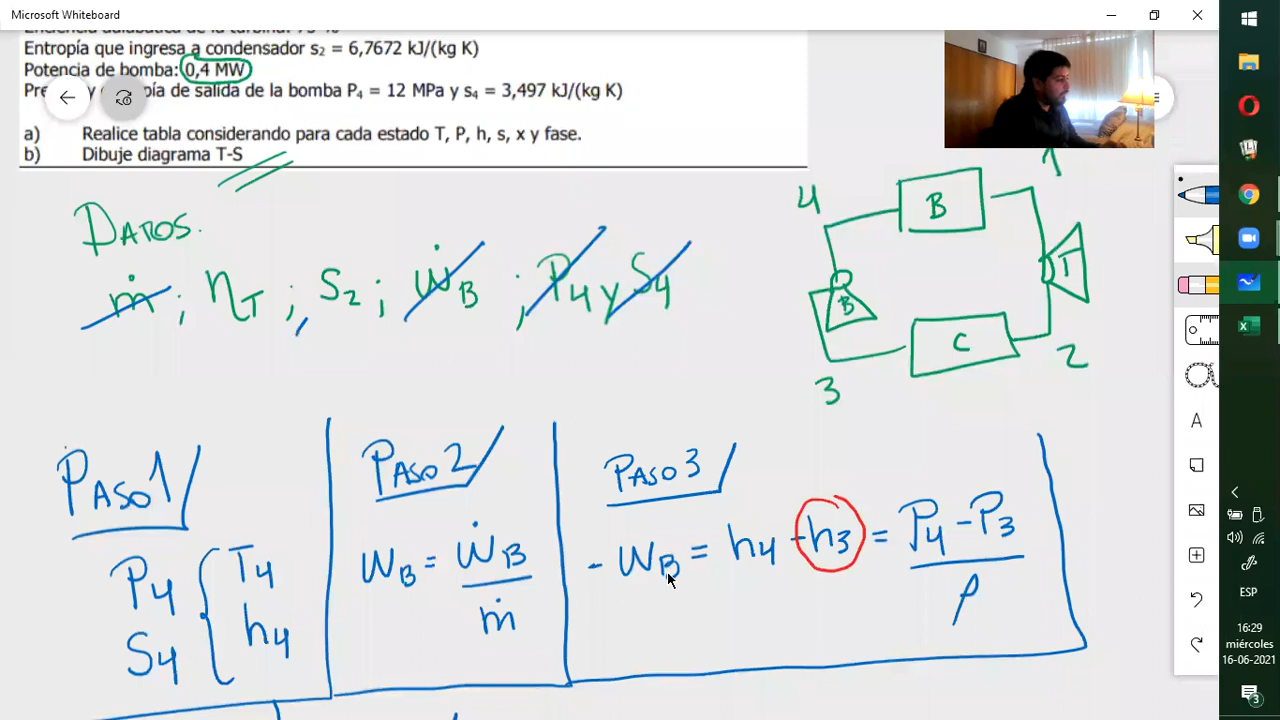 Microsoft Whiteboard
Entropía que ingresa a condensador s2 = 6,7672 kJ/(kg K)
Potencia de bomba: 0,4 MW
de salida de la bomba P4 = 12 MPa y s4 = 3,497 kJ/(kg K)
a) Realice tabla considerando para cada estado T, P, h, s, x y fase.
b) Dibuje diagrama T-S
DATOS.
ṁ ; ηT ; S2 ; ẇB ; P4 y S4
1
4
B
T
B
C
3
2
PASO 1
P4
S4
T4
h4
PASO 2
wB = ẇB / ṁ
PASO 3
- wB = h4 - h3 = P4 - P3 / ρ
A
ESP
16:29
miércoles
16-06-2021
3